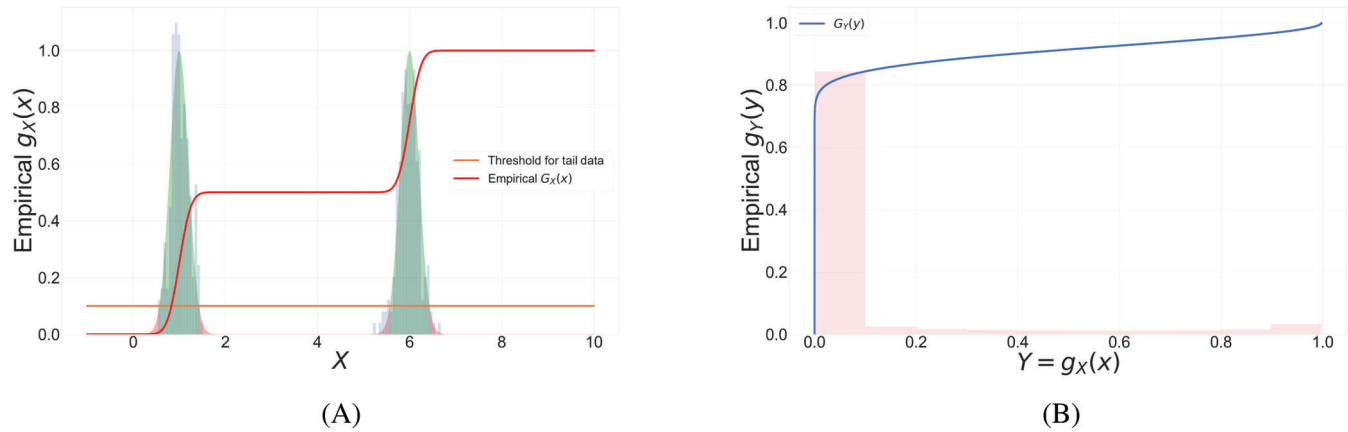 Empirical g_X(x)
1.0
0.8
0.6
0.4
0.2
0.0
Threshold for tail data
Empirical G_X(x)
0 2 4 6 8 10
X
(A)
Empirical g_Y(y)
1.0
0.8
0.6
0.4
0.2
0.0
G_Y(y)
0.0 0.2 0.4 0.6 0.8 1.0
Y = g_X(x)
(B)